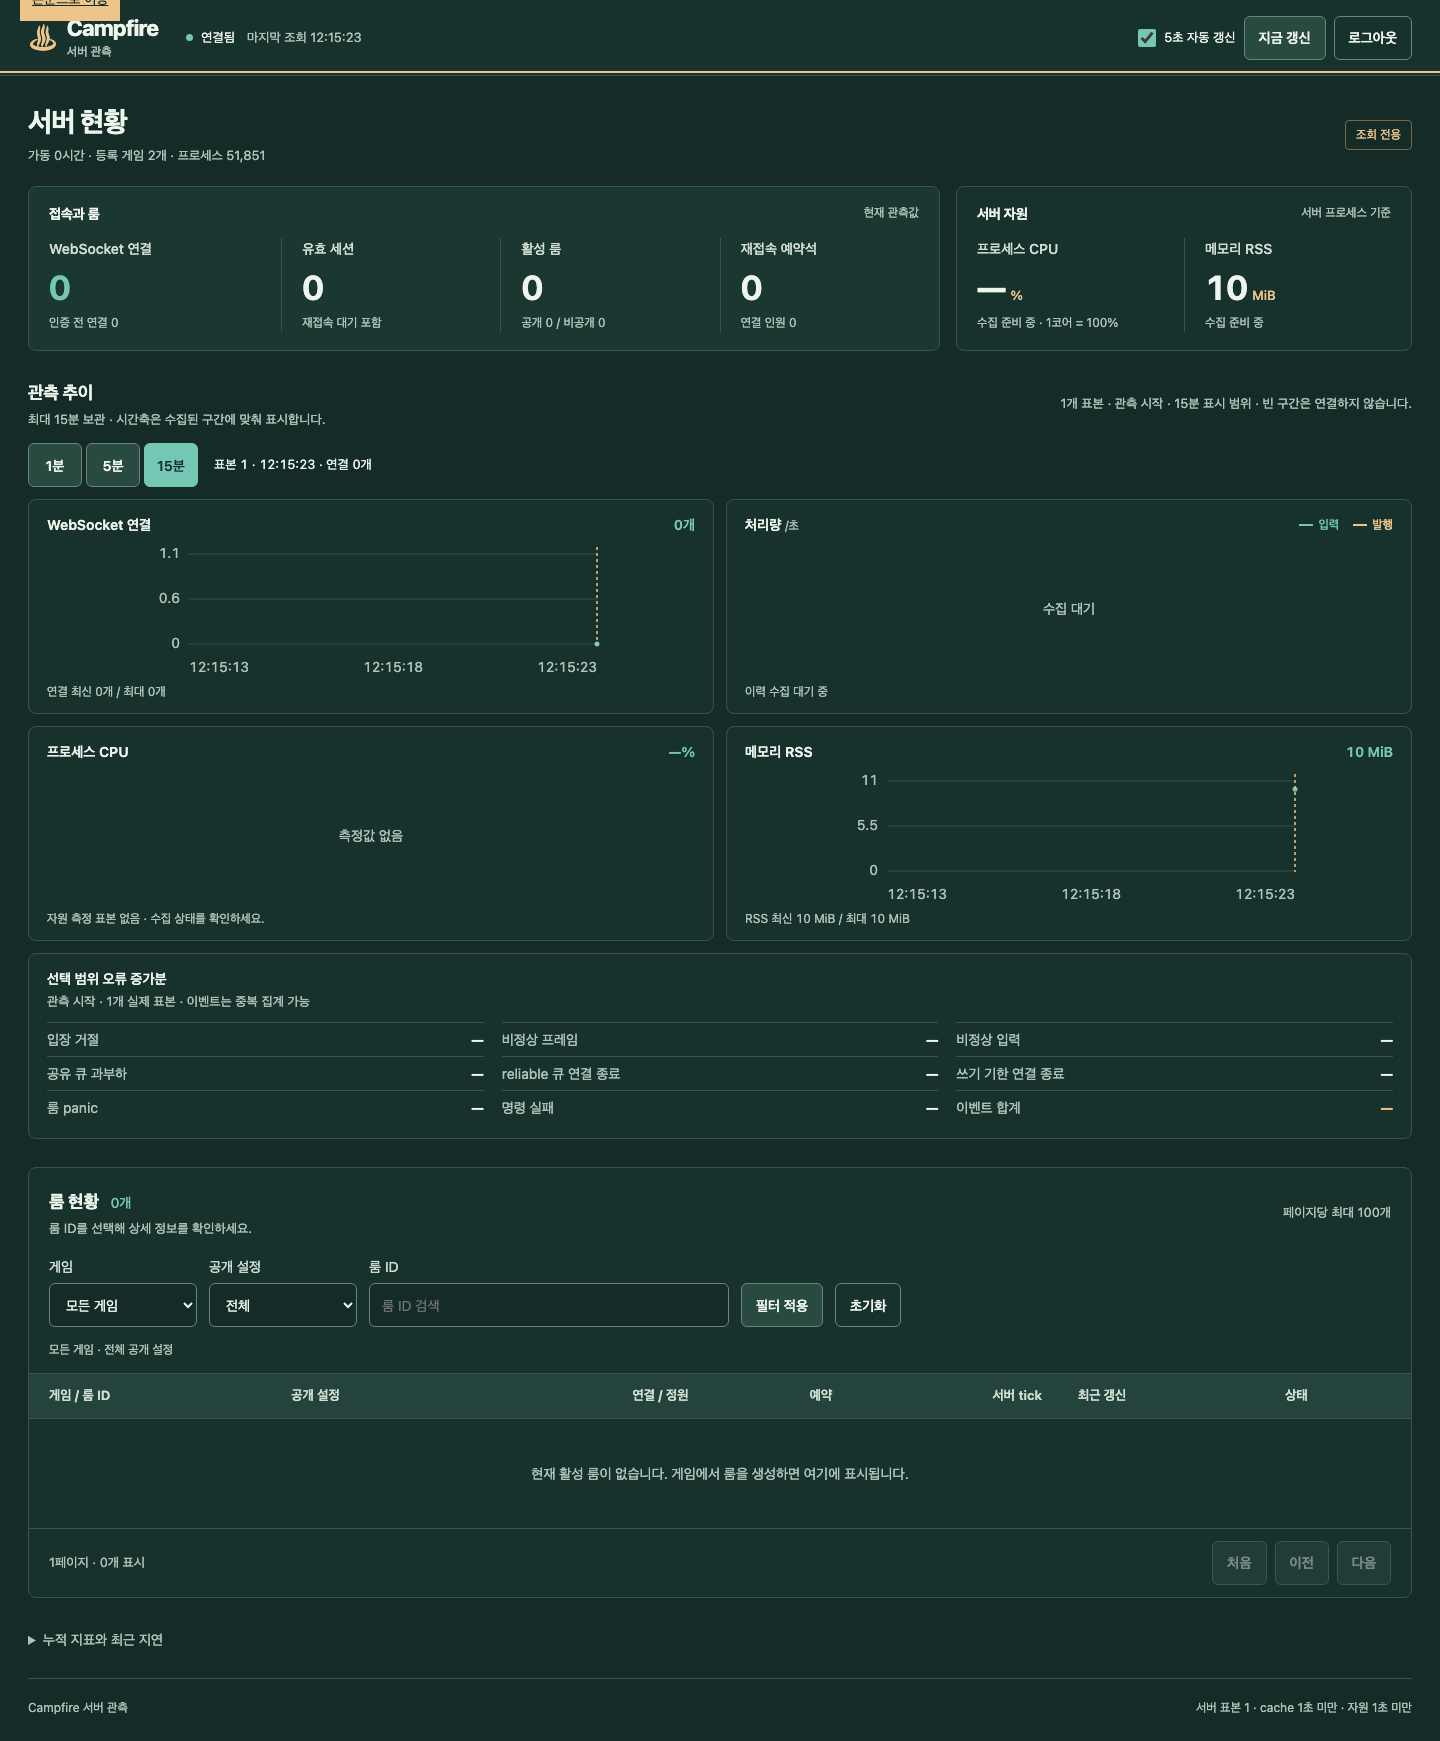 본문으로 이동
Campfire
서버 관측
연결됨 마지막 조회 12:15:23
5초 자동 갱신 지금 갱신 로그아웃
서버 현황
가동 0시간 · 등록 게임 2개 · 프로세스 51,851
조회 전용
접속과 룸 현재 관측값
WebSocket 연결 유효 세션 활성 룸 재접속 예약석
0 0 0 0
인증 전 연결 0 재접속 대기 포함 공개 0 / 비공개 0 연결 인원 0
서버 자원 서버 프로세스 기준
프로세스 CPU 메모리 RSS
— % 10 MiB
수집 준비 중 · 1코어 = 100% 수집 준비 중
관측 추이
최대 15분 보관 · 시간축은 수집된 구간에 맞춰 표시합니다.
1개 표본 · 관측 시작 · 15분 표시 범위 · 빈 구간은 연결하지 않습니다.
1분 5분 15분 표본 1 · 12:15:23 · 연결 0개
WebSocket 연결 0개
1.1
0.6
0
12:15:13 12:15:18 12:15:23
연결 최신 0개 / 최대 0개
처리량 /초 입력 발행
수집 대기
이력 수집 대기 중
프로세스 CPU —%
측정값 없음
자원 측정 표본 없음 · 수집 상태를 확인하세요.
메모리 RSS 10 MiB
11
5.5
0
12:15:13 12:15:18 12:15:23
RSS 최신 10 MiB / 최대 10 MiB
선택 범위 오류 증가분
관측 시작 · 1개 실제 표본 · 이벤트는 중복 집계 가능
입장 거절 — 비정상 프레임 — 비정상 입력 —
공유 큐 과부하 — reliable 큐 연결 종료 — 쓰기 기한 연결 종료 —
룸 panic — 명령 실패 — 이벤트 합계 —
룸 현황 0개
룸 ID를 선택해 상세 정보를 확인하세요.
페이지당 최대 100개
게임 공개 설정 룸 ID
모든 게임 전체 룸 ID 검색 필터 적용 초기화
모든 게임 · 전체 공개 설정
게임 / 룸 ID 공개 설정 연결 / 정원 예약 서버 tick 최근 갱신 상태
현재 활성 룸이 없습니다. 게임에서 룸을 생성하면 여기에 표시됩니다.
1페이지 · 0개 표시 처음 이전 다음
▶ 누적 지표와 최근 지연
Campfire 서버 관측 서버 표본 1 · cache 1초 미만 · 자원 1초 미만